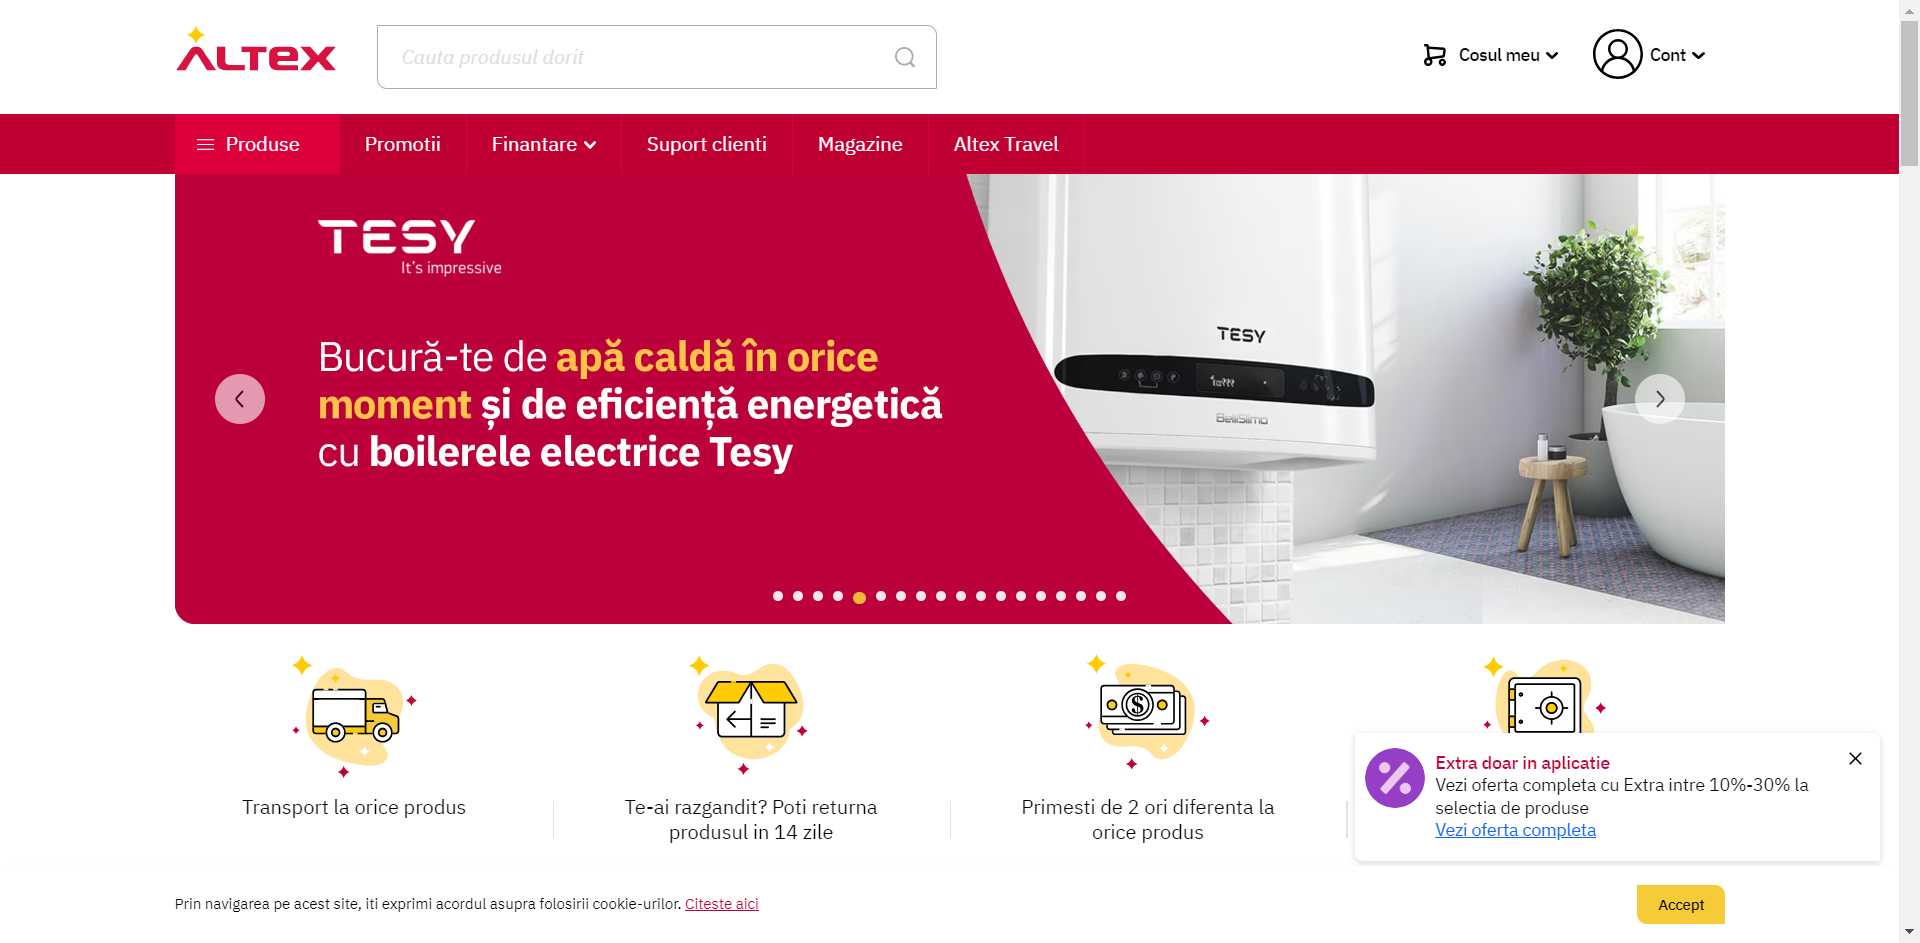 ALTEX
Cauta produsul dorit
Cosul meu
Cont
Produse
Promotii
Finantare
Suport clienti
Magazine
Altex Travel
TESY
It's impressive
Bucură-te de apă caldă în orice
moment și de eficiență energetică
cu boilerele electrice Tesy
TESY
BelliSlimo
Transport la orice produs
Te-ai razgandit? Poti returna
produsul in 14 zile
Primesti de 2 ori diferenta la
orice produs
Extra doar in aplicatie
Vezi oferta completa cu Extra intre 10%-30% la
selectia de produse
Vezi oferta completa
Prin navigarea pe acest site, iti exprimi acordul asupra folosirii cookie-urilor. Citeste aici
Accept